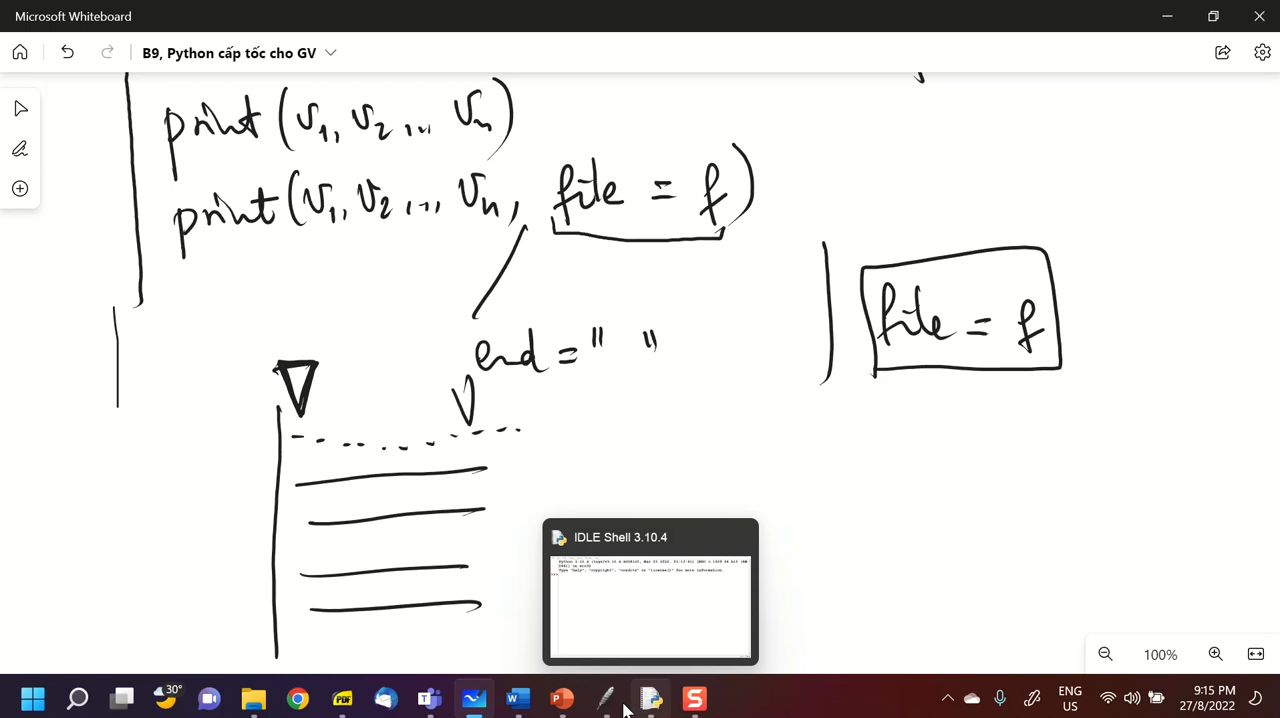 Microsoft Whiteboard
B9, Python cấp tốc cho GV
print (v1, v2 ... vn)
print(v1, v2 ..., vn, file = f)
file = f
end = " "
IDLE Shell 3.10.4
100%
30°
ENG
US
9:15 PM
27/8/2022